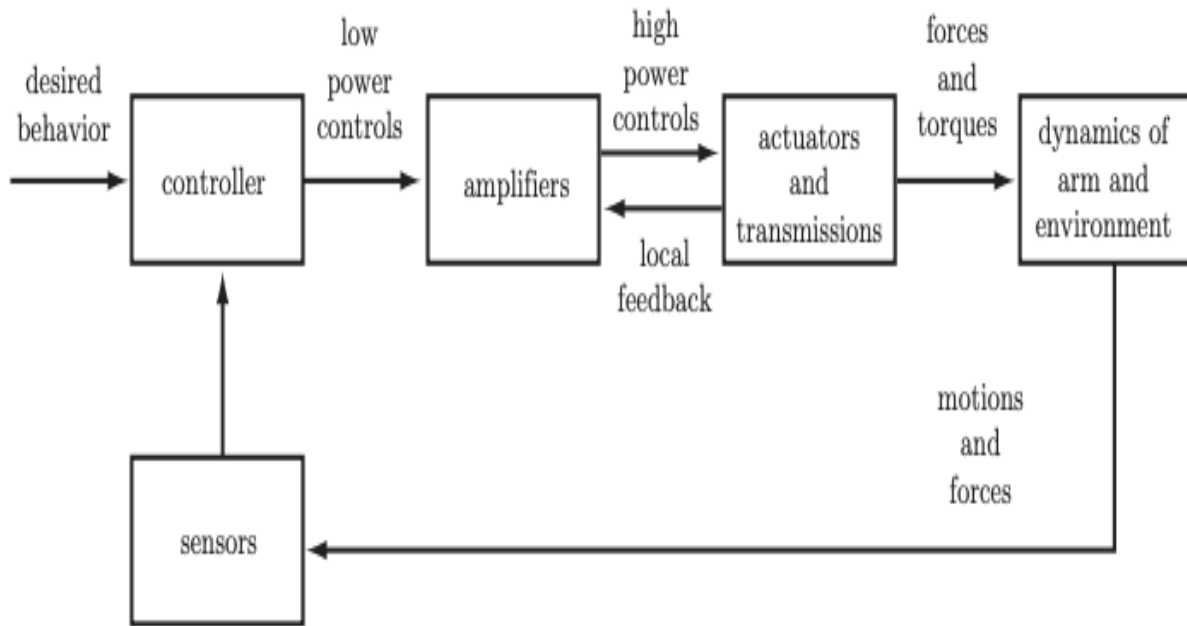 desired
behavior
controller
low
power
controls
amplifiers
high
power
controls
local
feedback
actuators
and
transmissions
forces
and
torques
dynamics of
arm and
environment
motions
and
forces
sensors